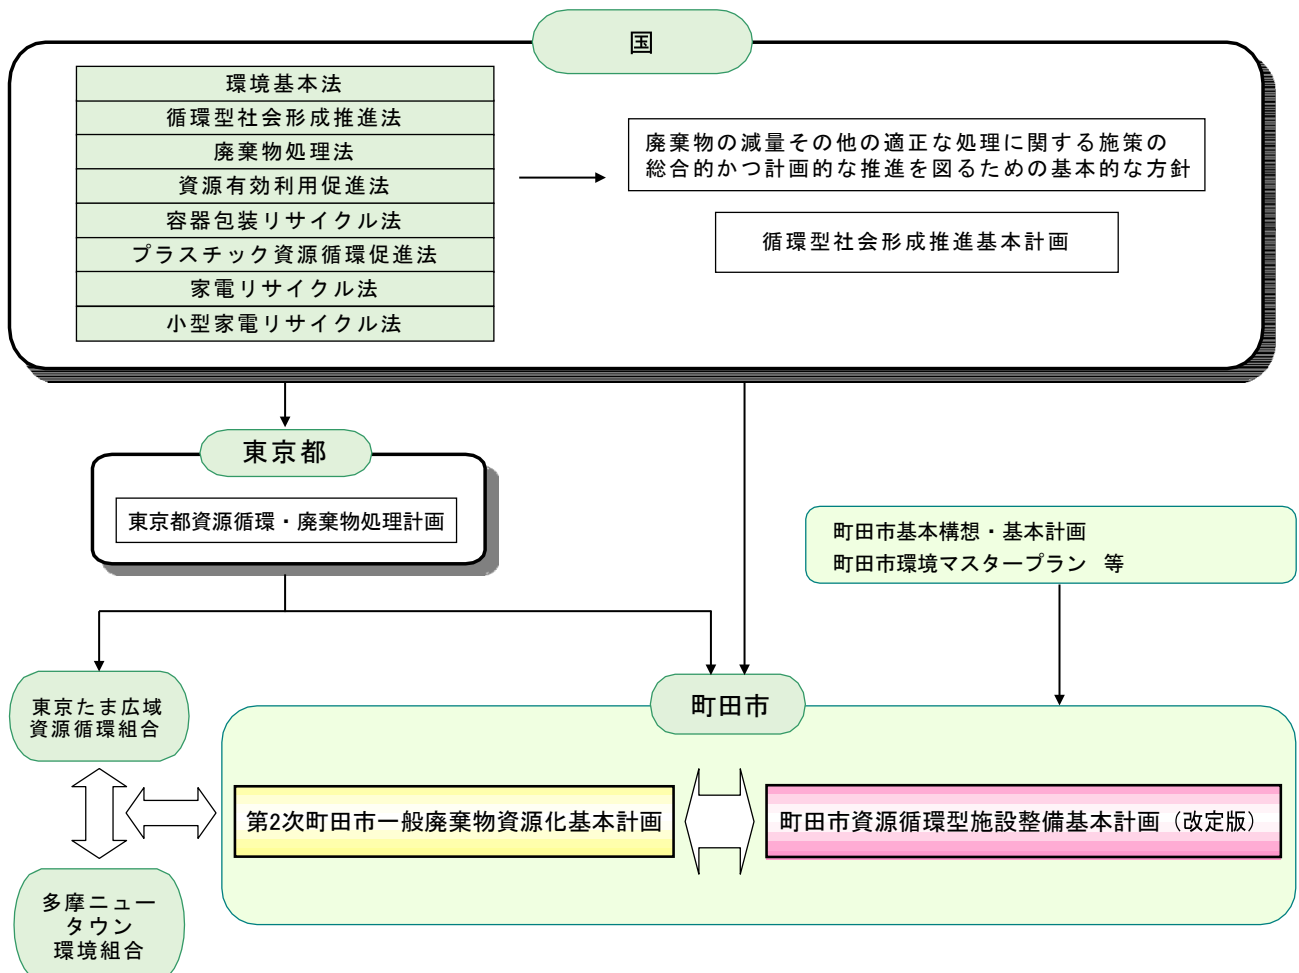 国
環境基本法
循環型社会形成推進法
廃棄物処理法
資源有効利用促進法
容器包装リサイクル法
プラスチック資源循環促進法
家電リサイクル法
小型家電リサイクル法
廃棄物の減量その他の適正な処理に関する施策の
総合的かつ計画的な推進を図るための基本的な方針
循環型社会形成推進基本計画
東京都
東京都資源循環・廃棄物処理計画
町田市基本構想・基本計画
町田市環境マスタープラン 等
東京たま広域
資源循環組合
町田市
第2次町田市一般廃棄物資源化基本計画
町田市資源循環型施設整備基本計画（改定版）
多摩ニュー
タウン
環境組合